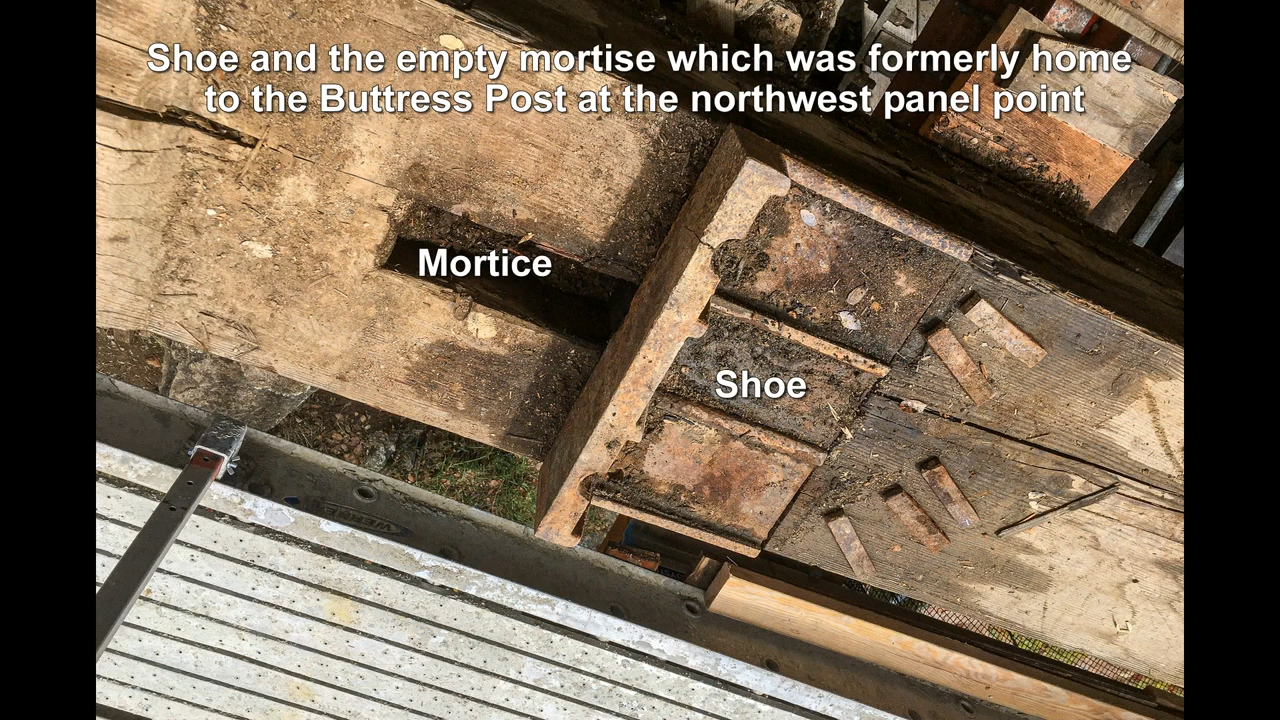 Shoe and the empty mortise which was formerly home
to the Buttress Post at the northwest panel point
Mortice
Shoe
WERNER